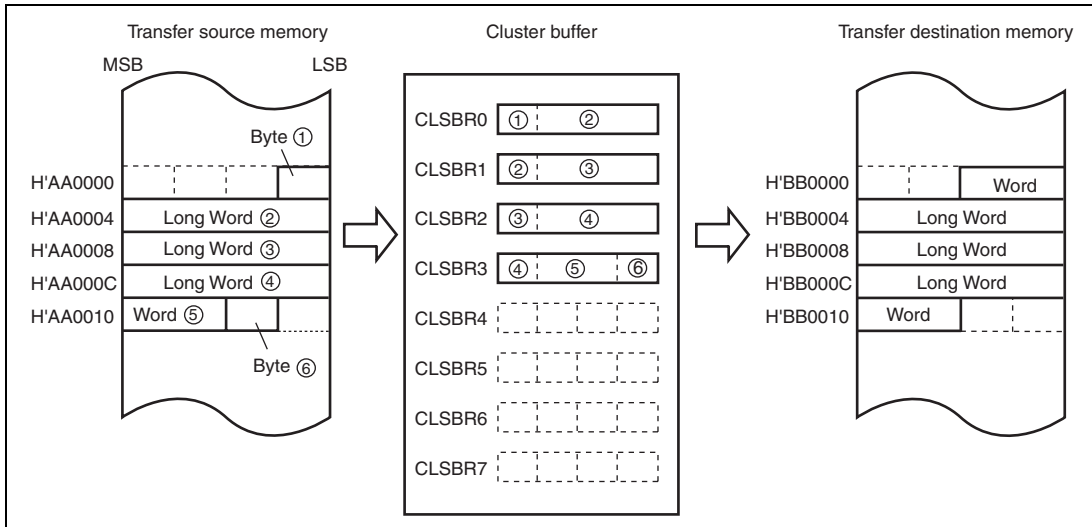 Transfer source memory
MSB
LSB
Byte ①
H'AA0000
H'AA0004
Long Word ②
H'AA0008
Long Word ③
H'AA000C
Long Word ④
H'AA0010
Word ⑤
Byte ⑥
Cluster buffer
CLSBR0 ① ②
CLSBR1 ② ③
CLSBR2 ③ ④
CLSBR3 ④ ⑤ ⑥
CLSBR4
CLSBR5
CLSBR6
CLSBR7
Transfer destination memory
H'BB0000
Word
H'BB0004
Long Word
H'BB0008
Long Word
H'BB000C
Long Word
H'BB0010
Word